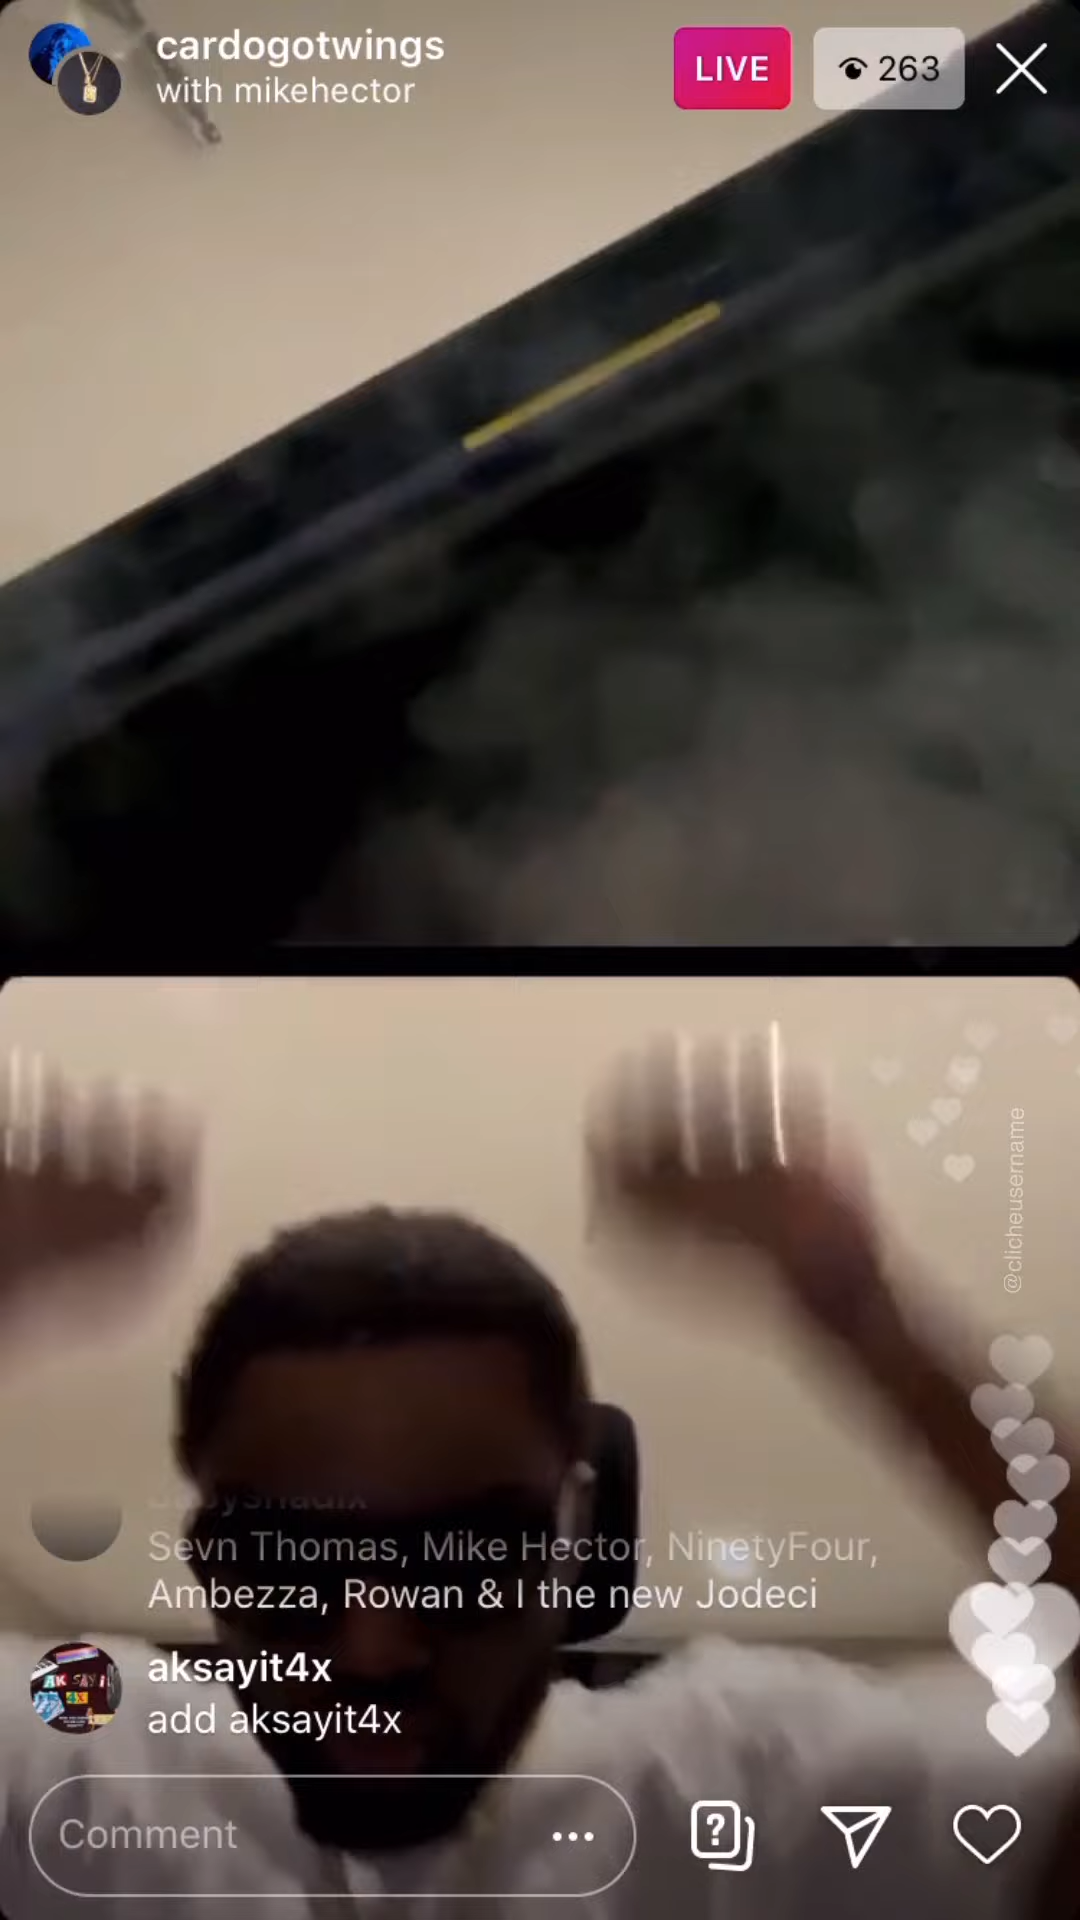 cardogotwings
with mikehector
LIVE
263
@clicheusername
Sevn Thomas, Mike Hector, NinetyFour,
Ambezza, Rowan & I the new Jodeci
aksayit4x
add aksayit4x
Comment